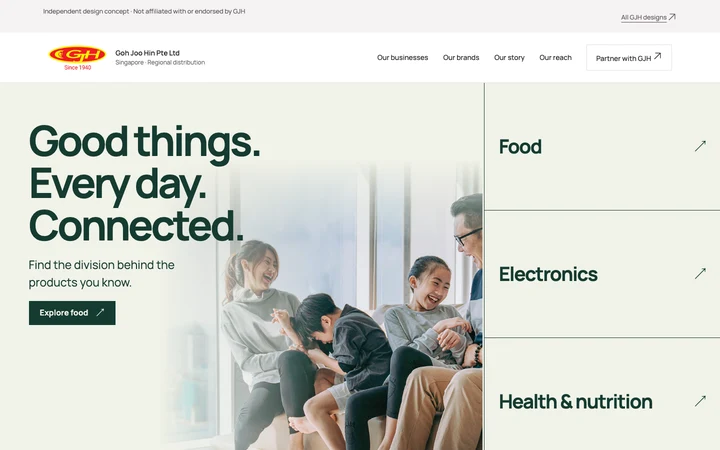 Independent design concept · Not affiliated with or endorsed by GJH
All GJH designs
GJH
Since 1940
Goh Joo Hin Pte Ltd
Singapore · Regional distribution
Our businesses
Our brands
Our story
Our reach
Partner with GJH
Good things.
Every day.
Connected.
Find the division behind the
products you know.
Explore food
Food
Electronics
Health & nutrition